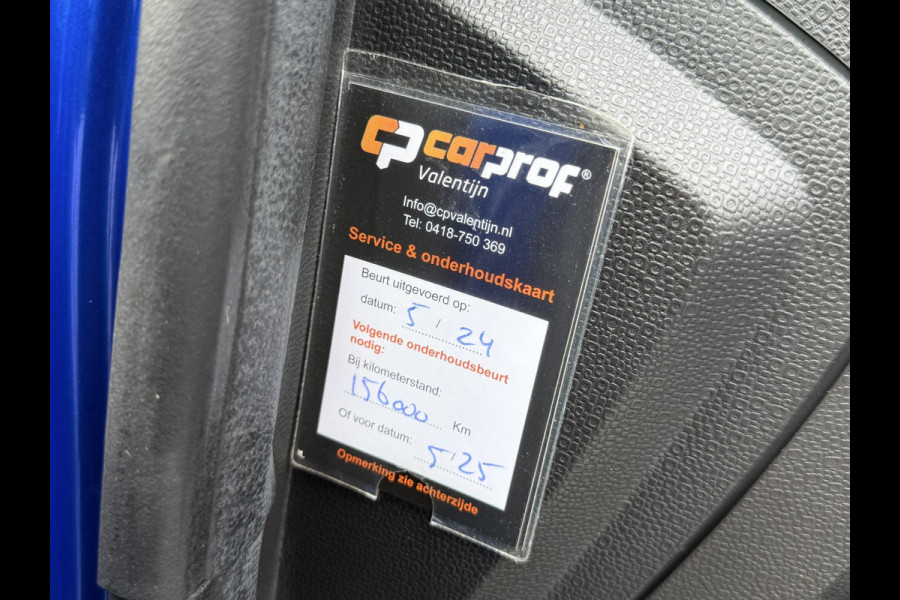 CP carprof®
Valentijn
Info@cpvalentijn.nl
Tel: 0418-750 369
Service & onderhoudskaart
Beurt uitgevoerd op:
datum: 5 / 24
Volgende onderhoudsbeurt
nodig:
Bij kilometerstand:
156000 Km
Of voor datum:
5'25
Opmerking zie achterzijde